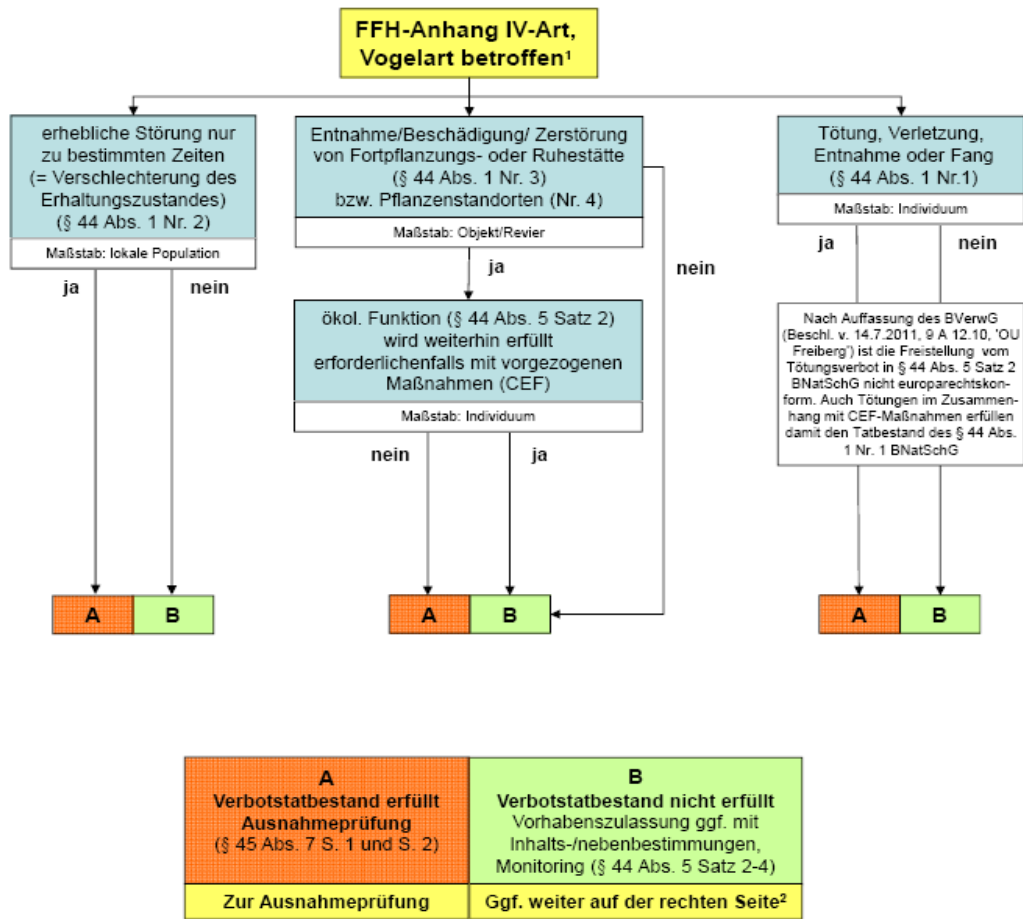 FFH-Anhang IV-Art,
Vogelart betroffen¹
erhebliche Störung nur
zu bestimmten Zeiten
(= Verschlechterung des
Erhaltungszustandes)
(§ 44 Abs. 1 Nr. 2)
Maßstab: lokale Population
ja
nein
Entnahme/Beschädigung/ Zerstörung
von Fortpflanzungs- oder Ruhestätte
(§ 44 Abs. 1 Nr. 3)
bzw. Pflanzenstandorten (Nr. 4)
Maßstab: Objekt/Revier
ja
nein
ökol. Funktion (§ 44 Abs. 5 Satz 2)
wird weiterhin erfüllt
erforderlichenfalls mit vorgezogenen
Maßnahmen (CEF)
Maßstab: Individuum
nein
ja
Tötung, Verletzung,
Entnahme oder Fang
(§ 44 Abs. 1 Nr.1)
Maßstab: Individuum
ja
nein
Nach Auffassung des BVerwG
(Beschl. v. 14.7.2011, 9 A 12.10, 'OU
Freiberg') ist die Freistellung vom
Tötungsverbot in § 44 Abs. 5 Satz 2
BNatSchG nicht europarechtskon-
form. Auch Tötungen im Zusammen-
hang mit CEF-Maßnahmen erfüllen
damit den Tatbestand des § 44 Abs.
1 Nr. 1 BNatSchG
A
B
A
B
A
B
A
Verbotstatbestand erfüllt
Ausnahmeprüfung
(§ 45 Abs. 7 S. 1 und S. 2)
Zur Ausnahmeprüfung
B
Verbotstatbestand nicht erfüllt
Vorhabenszulassung ggf. mit
Inhalts-/nebenbestimmungen,
Monitoring (§ 44 Abs. 5 Satz 2-4)
Ggf. weiter auf der rechten Seite²